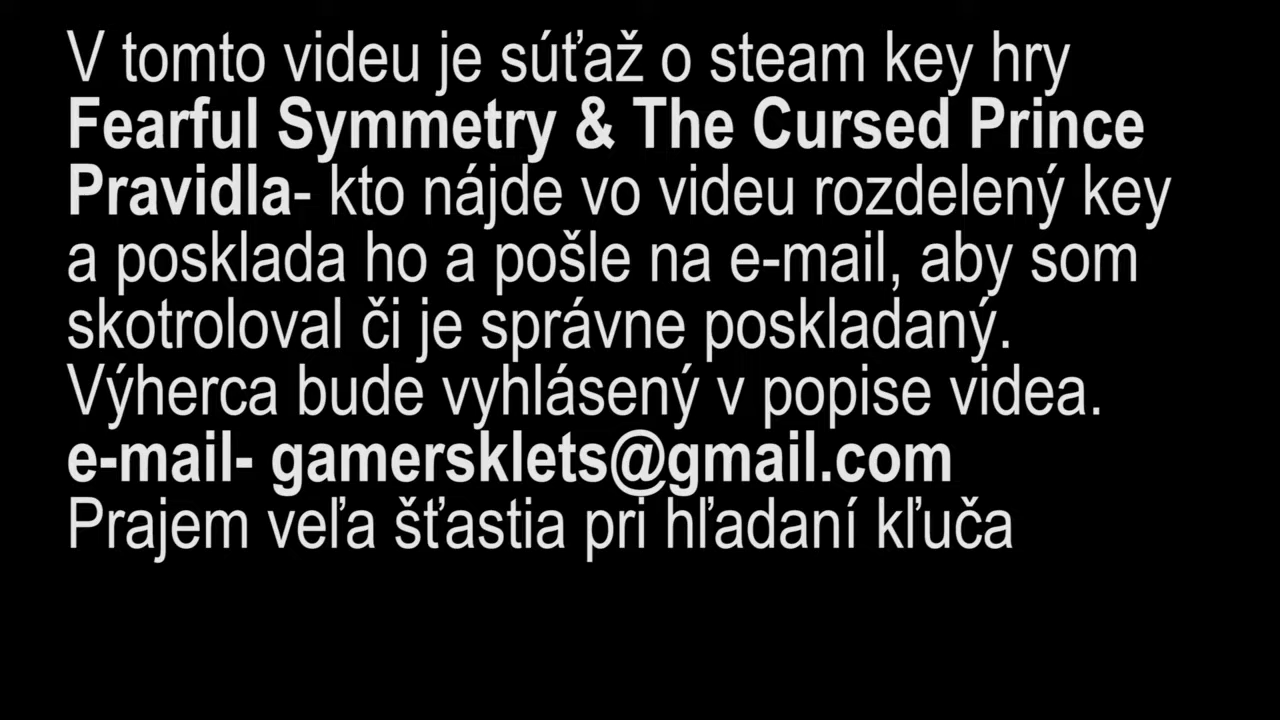 V tomto videu je súťaž o steam key hry
Fearful Symmetry & The Cursed Prince
Pravidla- kto nájde vo videu rozdelený key
a posklada ho a pošle na e-mail, aby som
skotroloval či je správne poskladaný.
Výherca bude vyhlásený v popise videa.
e-mail- gamersklets@gmail.com
Prajem veľa šťastia pri hľadaní kľuča